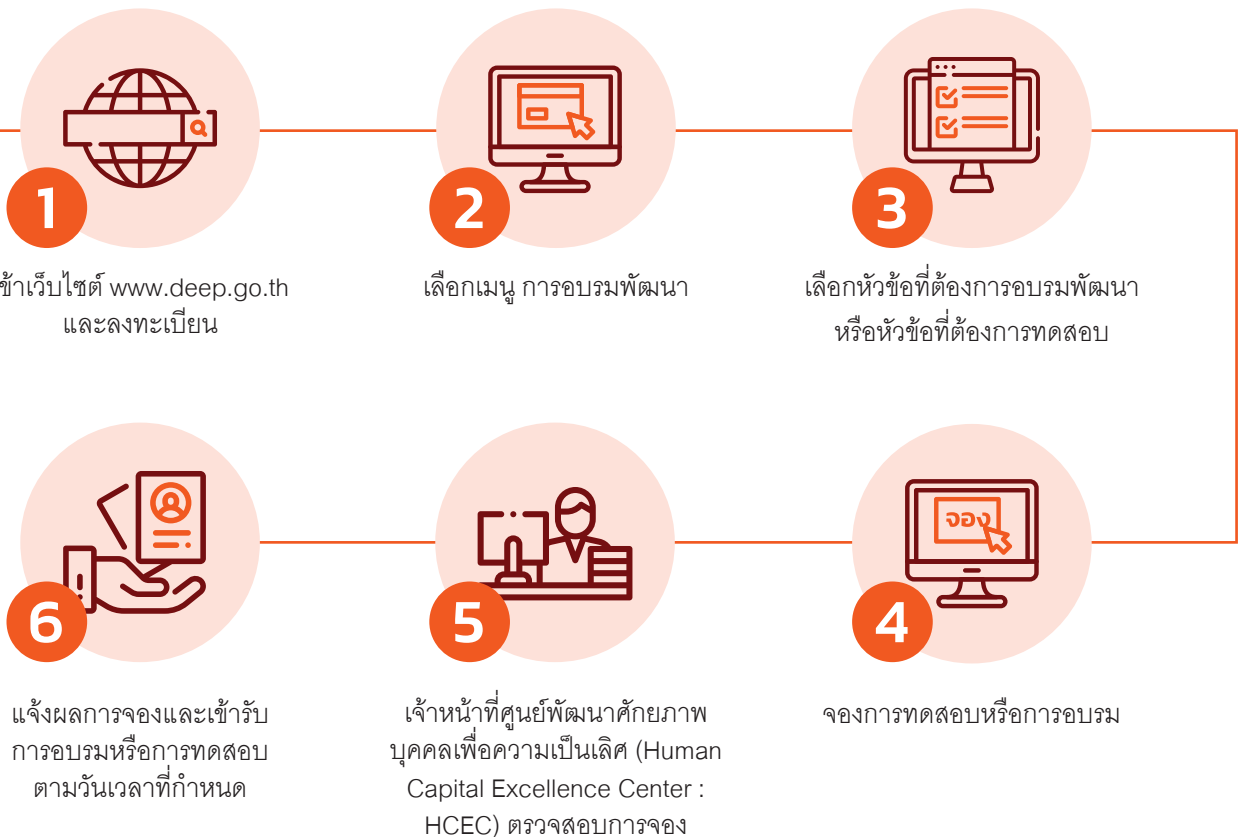 1
ข้าเว็บไซต์ www.deep.go.th
และลงทะเบียน
2
เลือกเมนู การอบรมพัฒนา
3
เลือกหัวข้อที่ต้องการอบรมพัฒนา
หรือหัวข้อที่ต้องการทดสอบ
จอง
4
จองการทดสอบหรือการอบรม
5
เจ้าหน้าที่ศูนย์พัฒนาศักยภาพ
บุคคลเพื่อความเป็นเลิศ (Human
Capital Excellence Center :
HCEC) ตรวจสอบการจอง
6
แจ้งผลการจองและเข้ารับ
การอบรมหรือการทดสอบ
ตามวันเวลาที่กำหนด